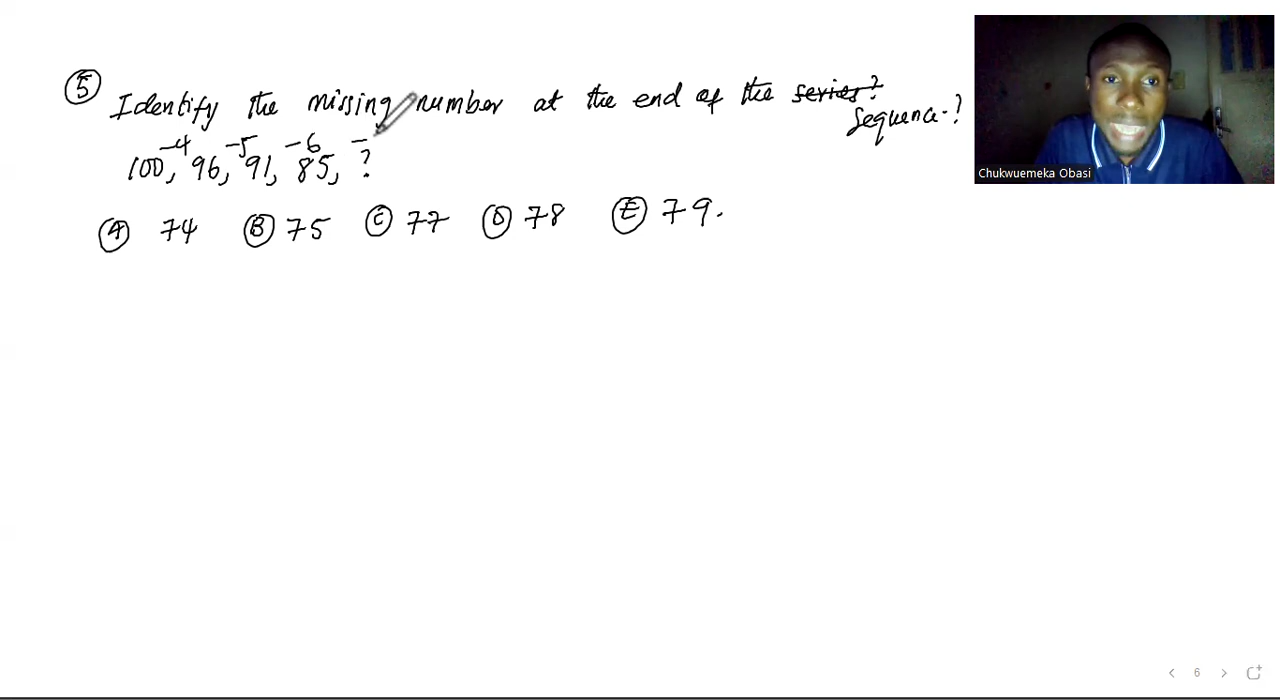 ⑤ Identify the missing number at the end of the series?
sequence?
-4 -5 -6 -
100, 96, 91, 85, ?
Ⓐ 74 Ⓑ 75 Ⓒ 77 Ⓓ 78 Ⓔ 79.
Chukwuemeka Obasi
6